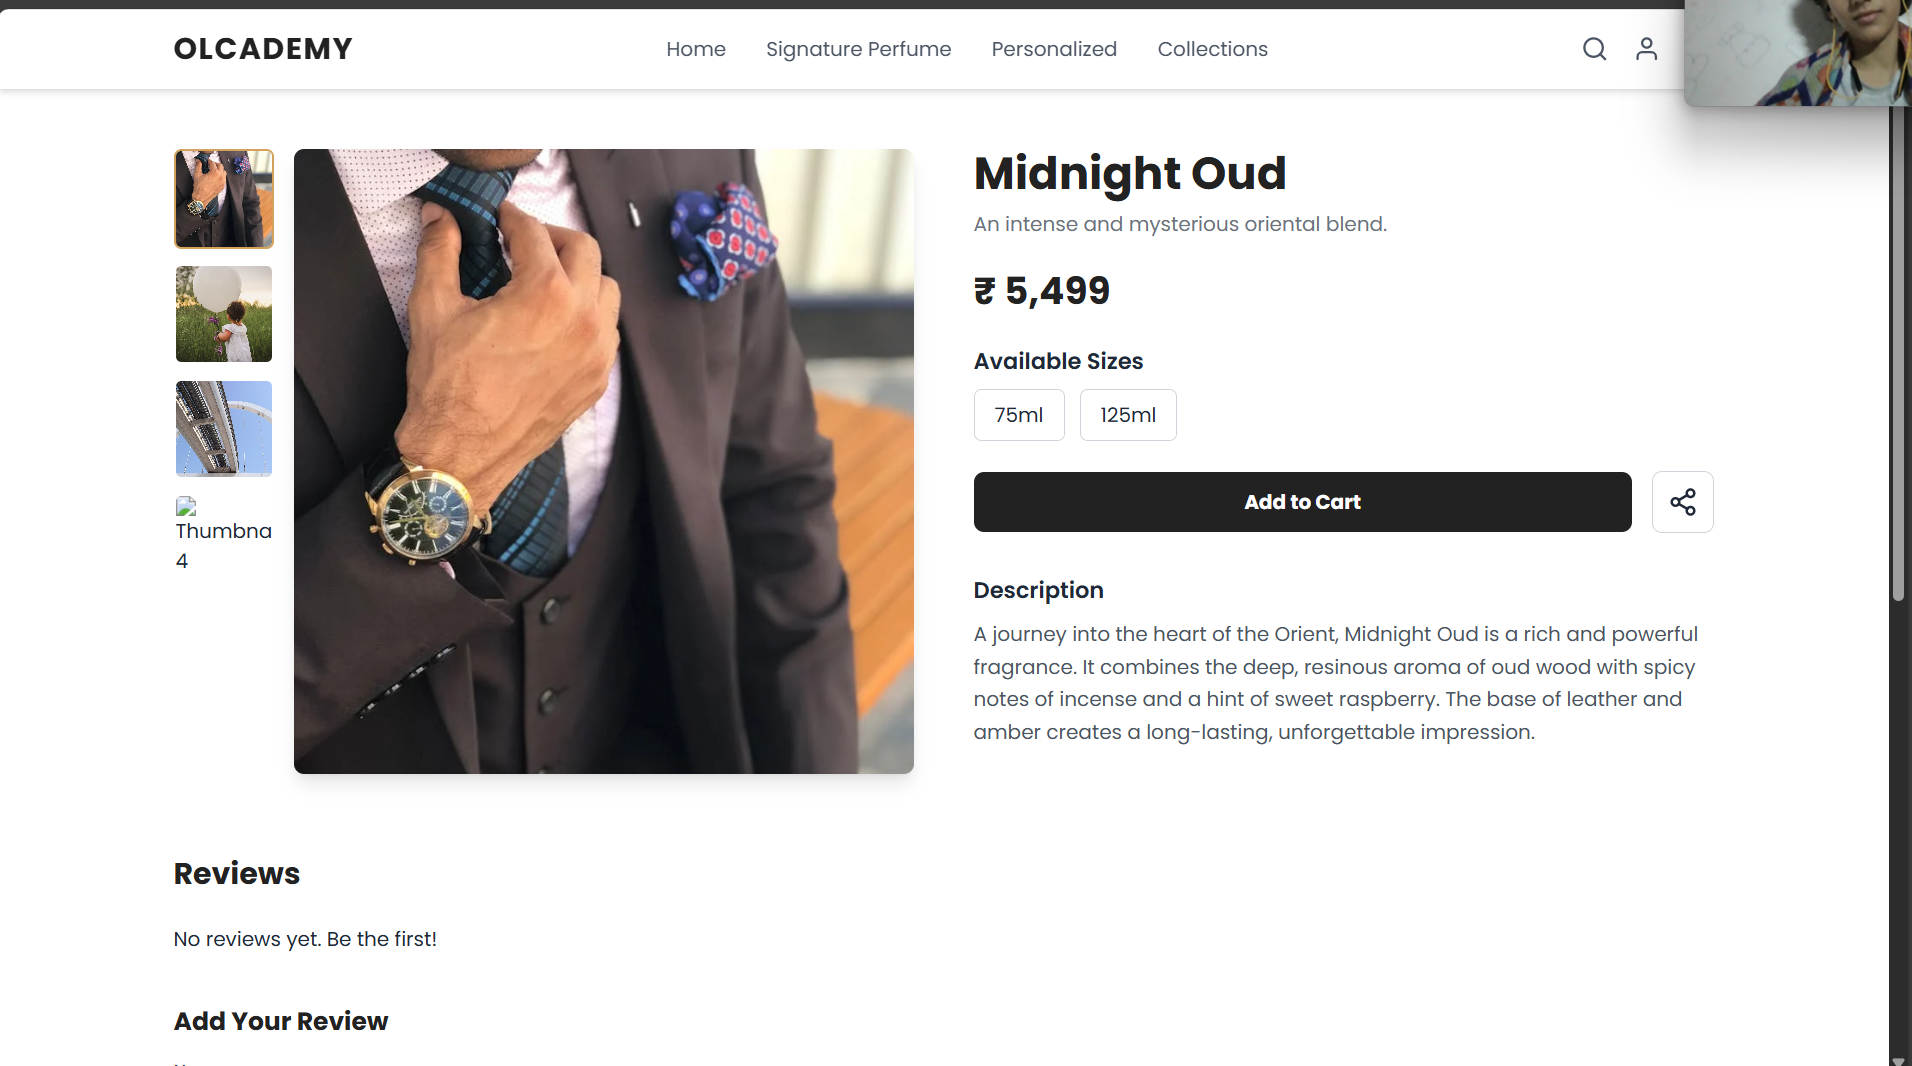 OLCADEMY
Home
Signature Perfume
Personalized
Collections
Midnight Oud
An intense and mysterious oriental blend.
₹ 5,499
Available Sizes
75ml
125ml
Add to Cart
Thumbna
4
Description
A journey into the heart of the Orient, Midnight Oud is a rich and powerful
fragrance. It combines the deep, resinous aroma of oud wood with spicy
notes of incense and a hint of sweet raspberry. The base of leather and
amber creates a long-lasting, unforgettable impression.
Reviews
No reviews yet. Be the first!
Add Your Review